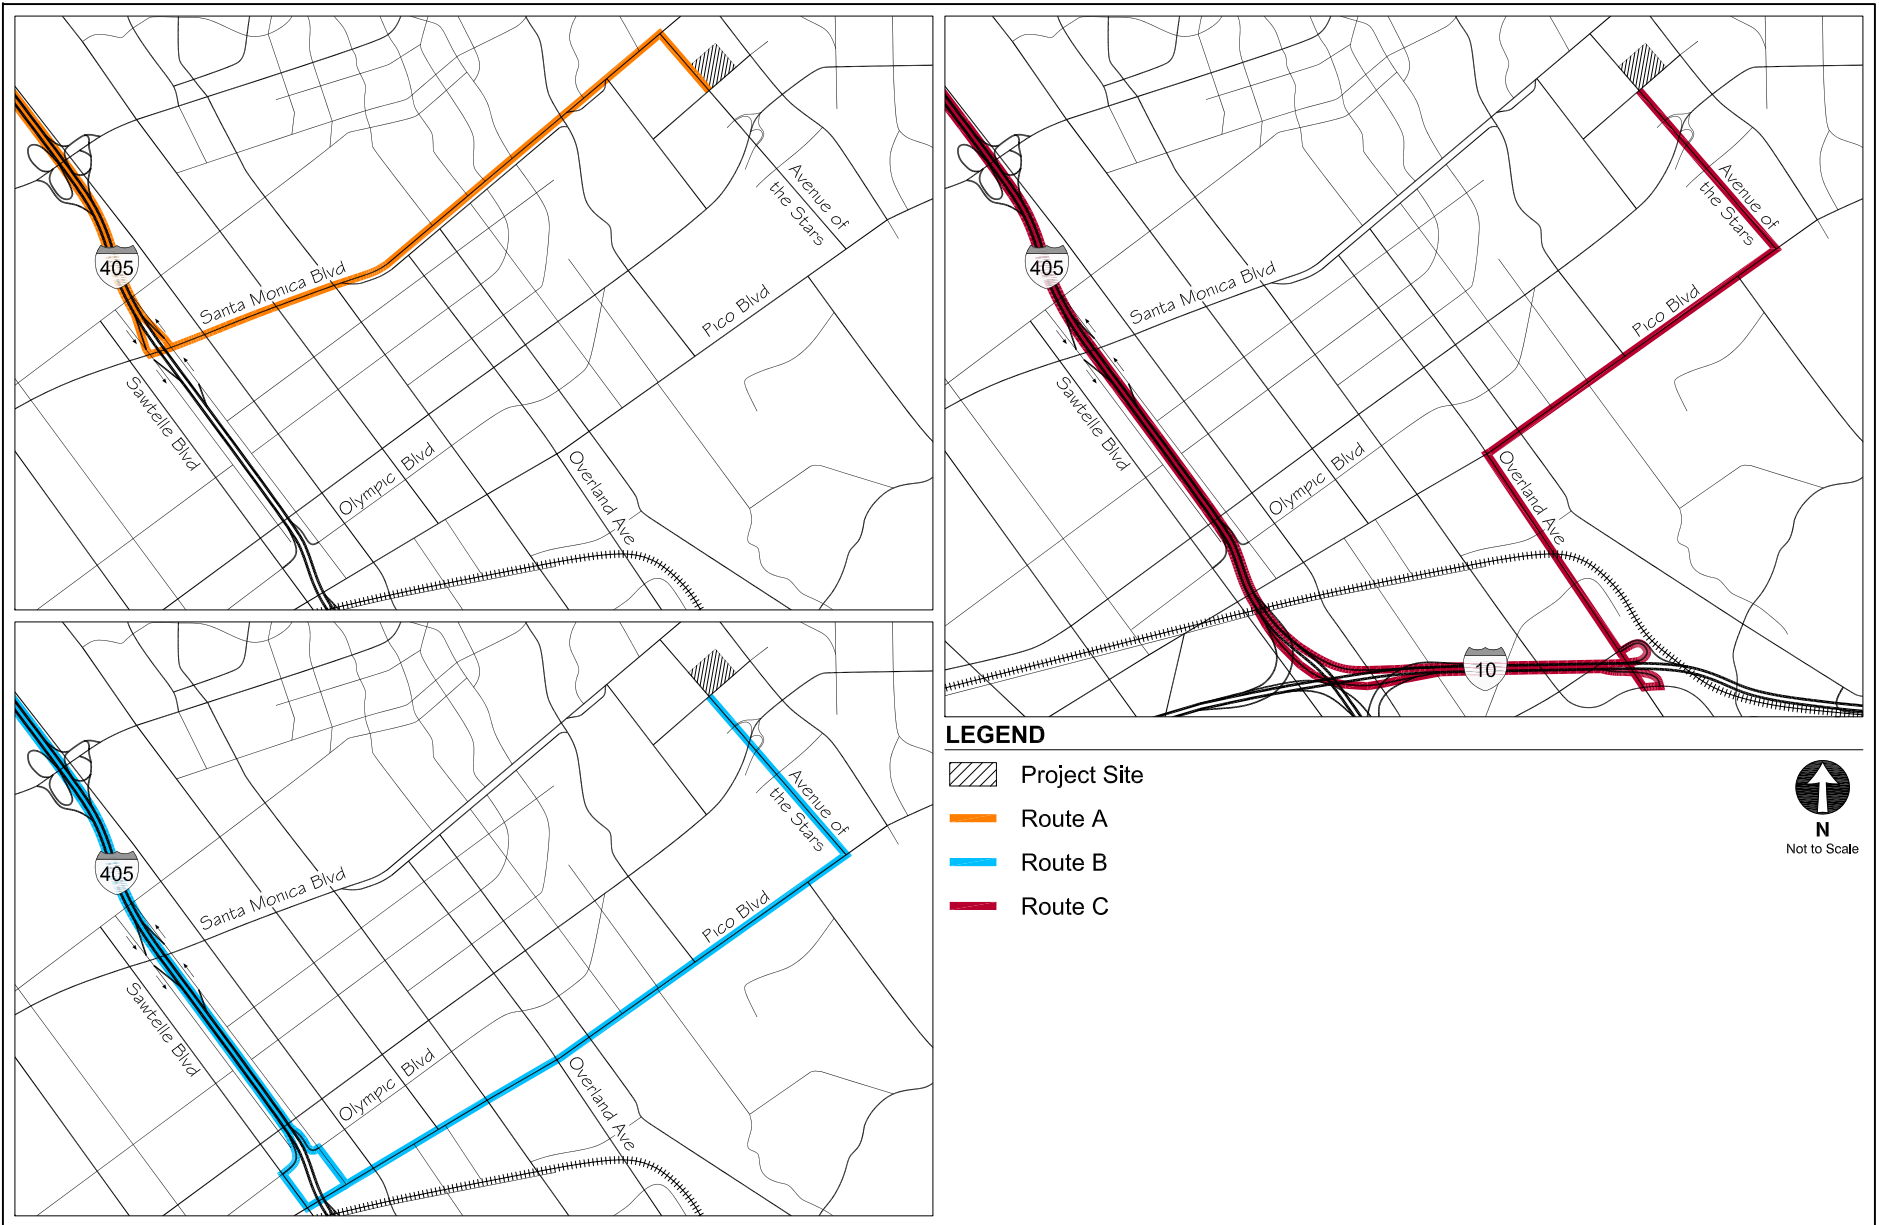 405
Santa Monica Blvd
Avenue of
the Stars
Pico Blvd
Sawtelle Blvd
Olympic Blvd
Overland Ave
405
Santa Monica Blvd
Avenue of
the Stars
Pico Blvd
Sawtelle Blvd
Olympic Blvd
Overland Ave
10
405
Santa Monica Blvd
Avenue of
the Stars
Pico Blvd
Sawtelle Blvd
Olympic Blvd
Overland Ave
LEGEND
Project Site
Route A
Route B
Route C
N
Not to Scale